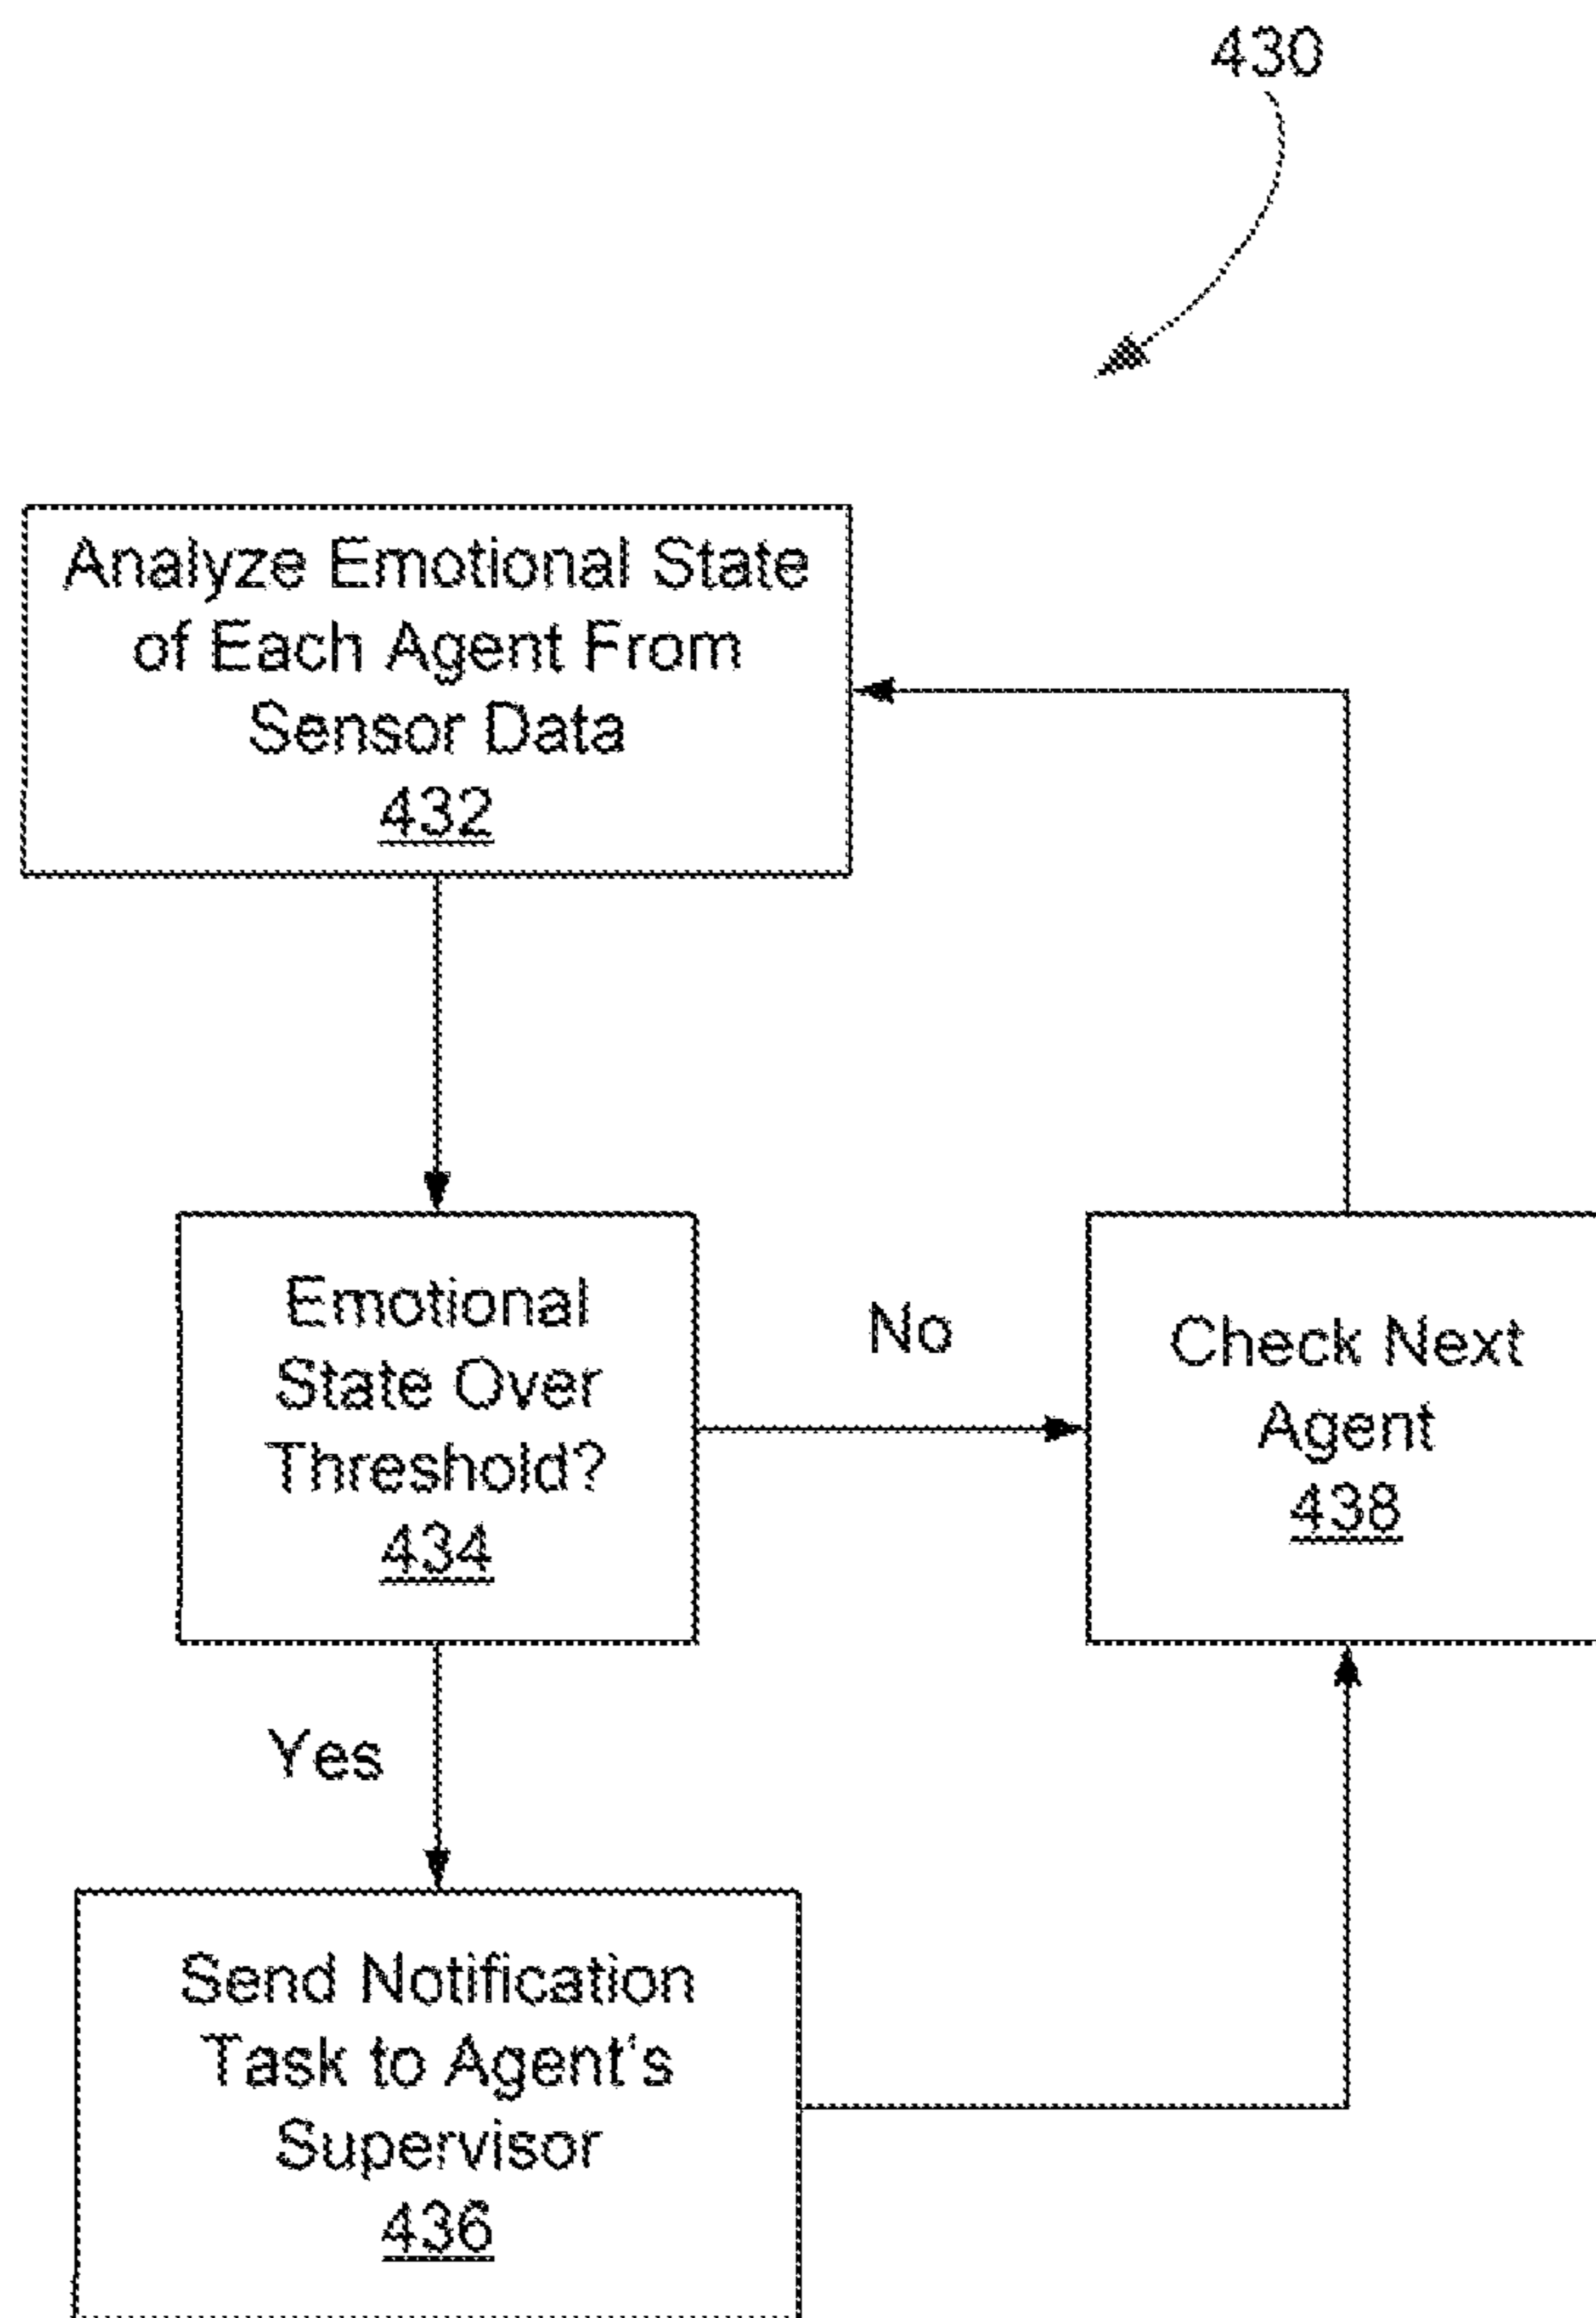 430
Analyze Emotional State
of Each Agent From
Sensor Data
432
Emotional
State Over
Threshold?
434
No
Check Next
Agent
438
Yes
Send Notification
Task to Agent's
Supervisor
436